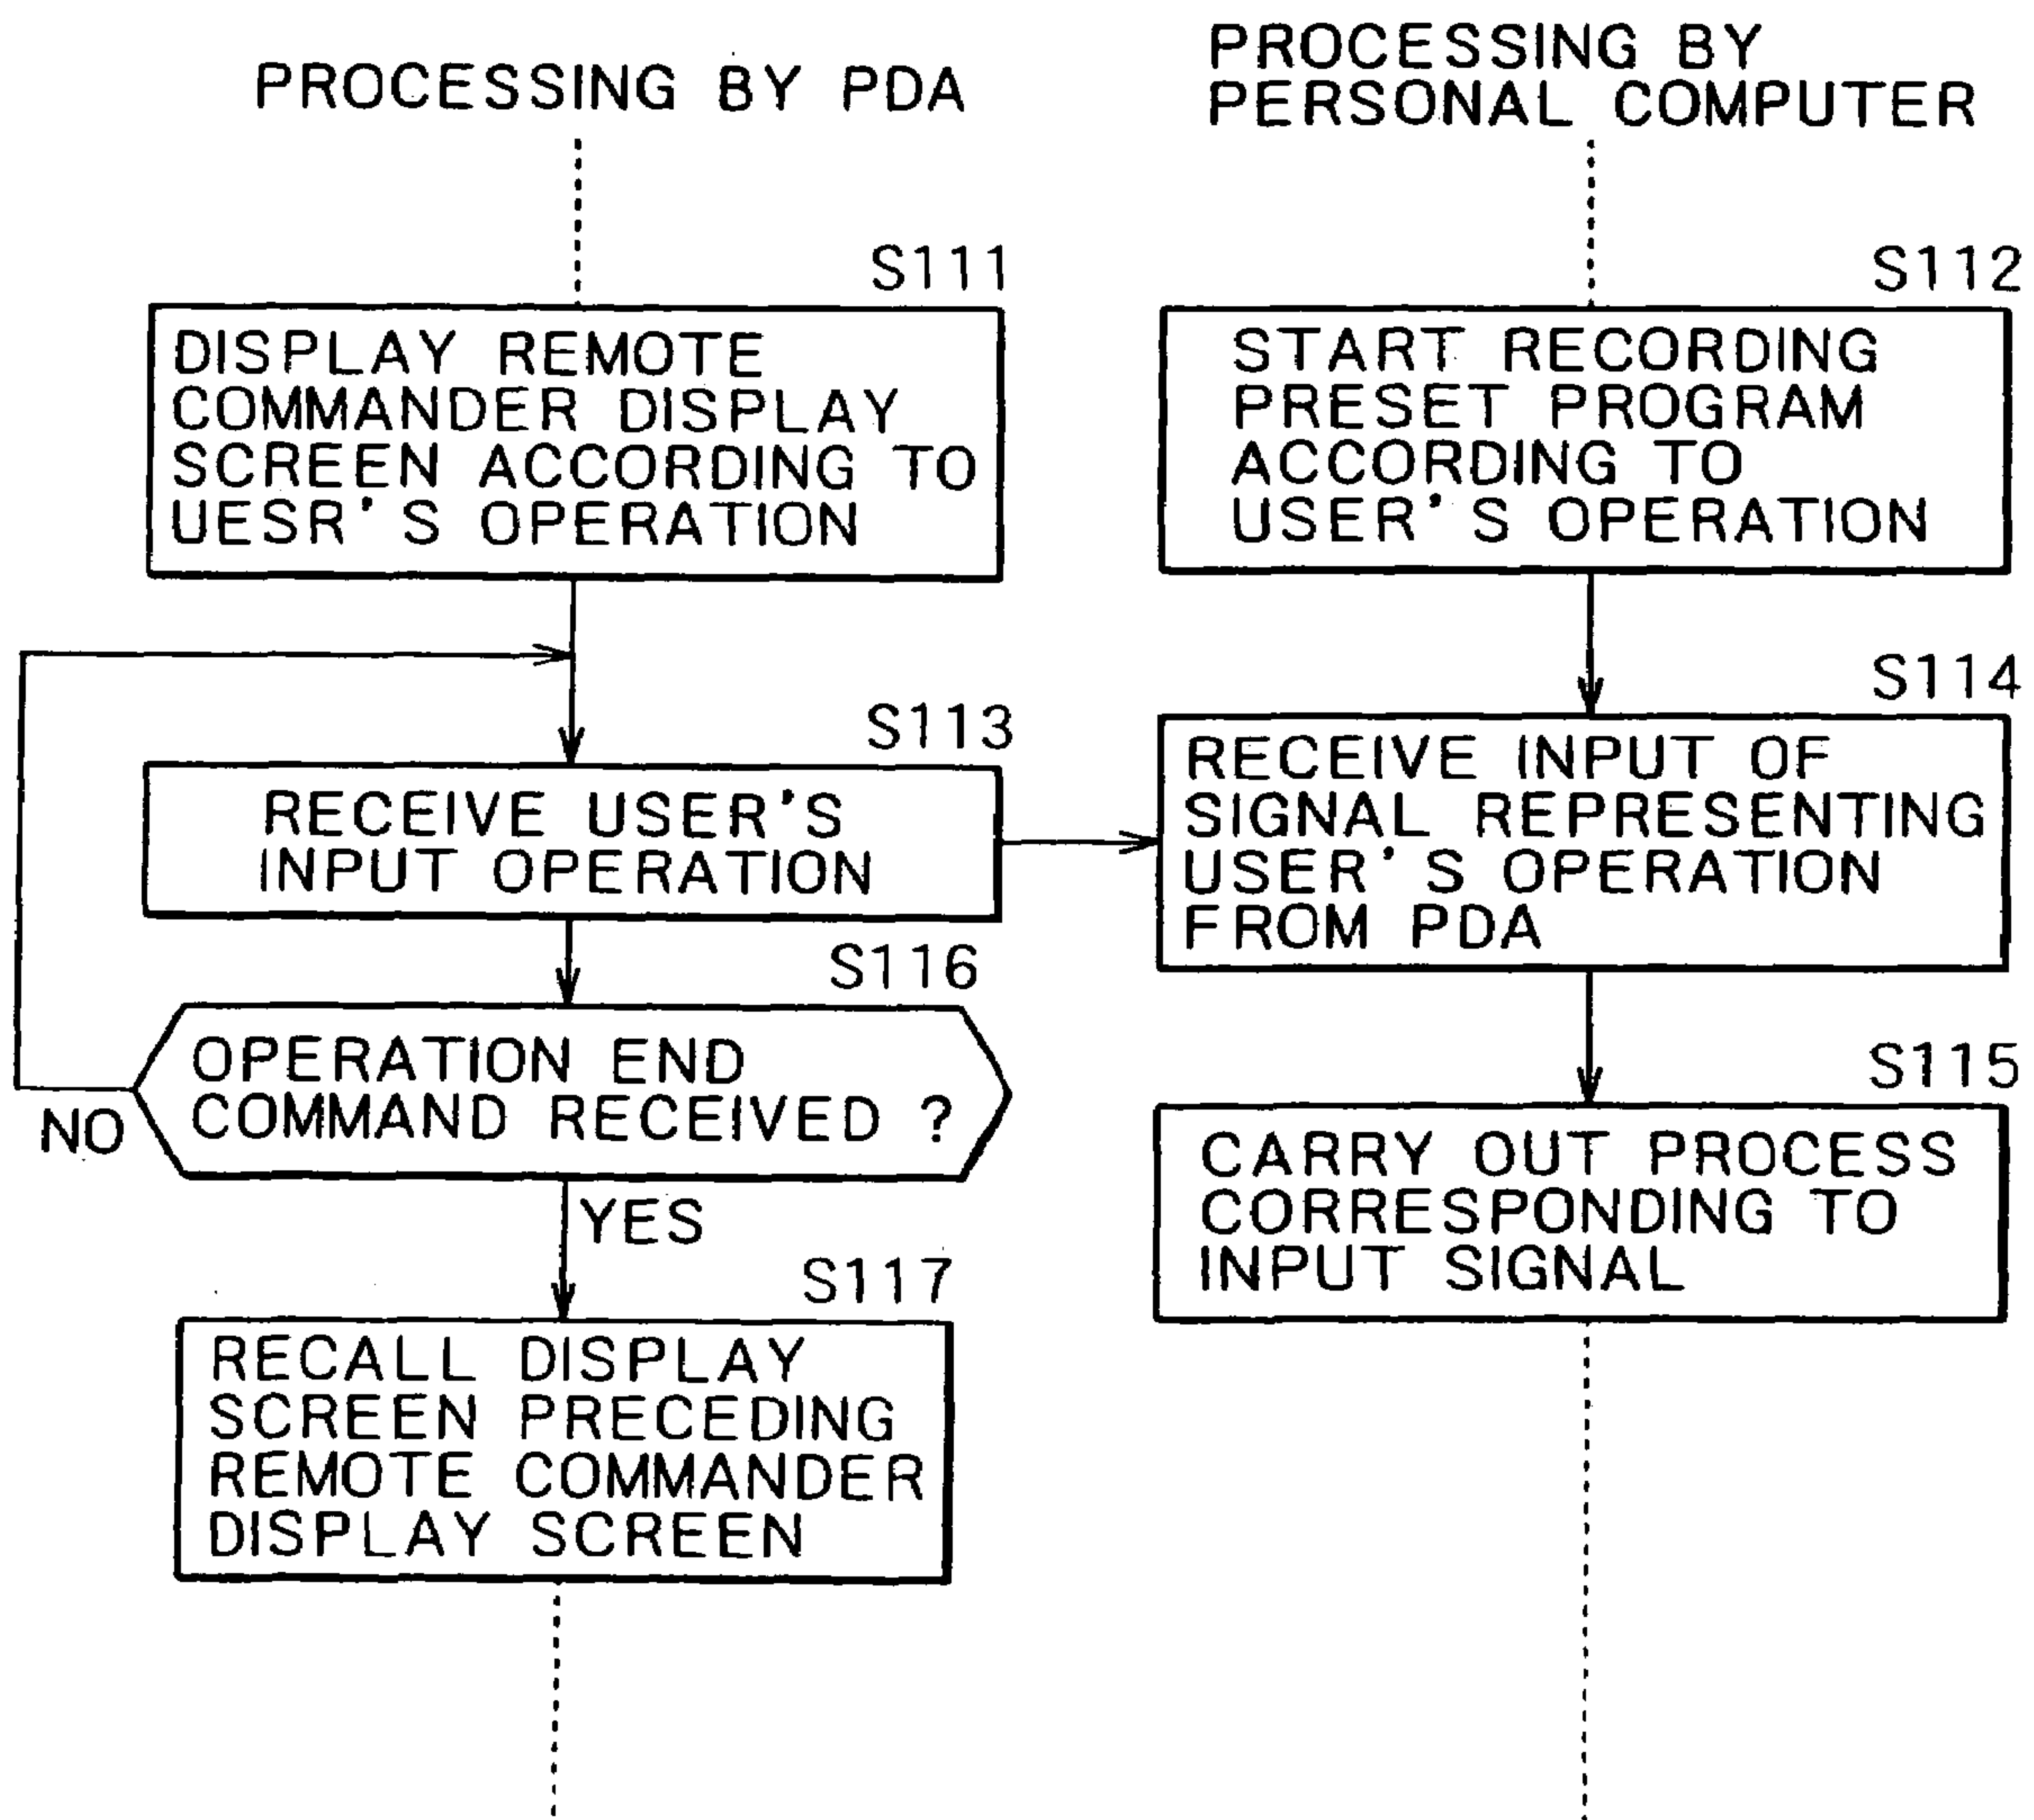 PROCESSING BY PDA
PROCESSING BY
PERSONAL COMPUTER
S111
DISPLAY REMOTE
COMMANDER DISPLAY
SCREEN ACCORDING TO
UESR'S OPERATION
S112
START RECORDING
PRESET PROGRAM
ACCORDING TO
USER'S OPERATION
S113
RECEIVE USER'S
INPUT OPERATION
S114
RECEIVE INPUT OF
SIGNAL REPRESENTING
USER'S OPERATION
FROM PDA
S116
OPERATION END
COMMAND RECEIVED ?
NO
YES
S115
CARRY OUT PROCESS
CORRESPONDING TO
INPUT SIGNAL
S117
RECALL DISPLAY
SCREEN PRECEDING
REMOTE COMMANDER
DISPLAY SCREEN